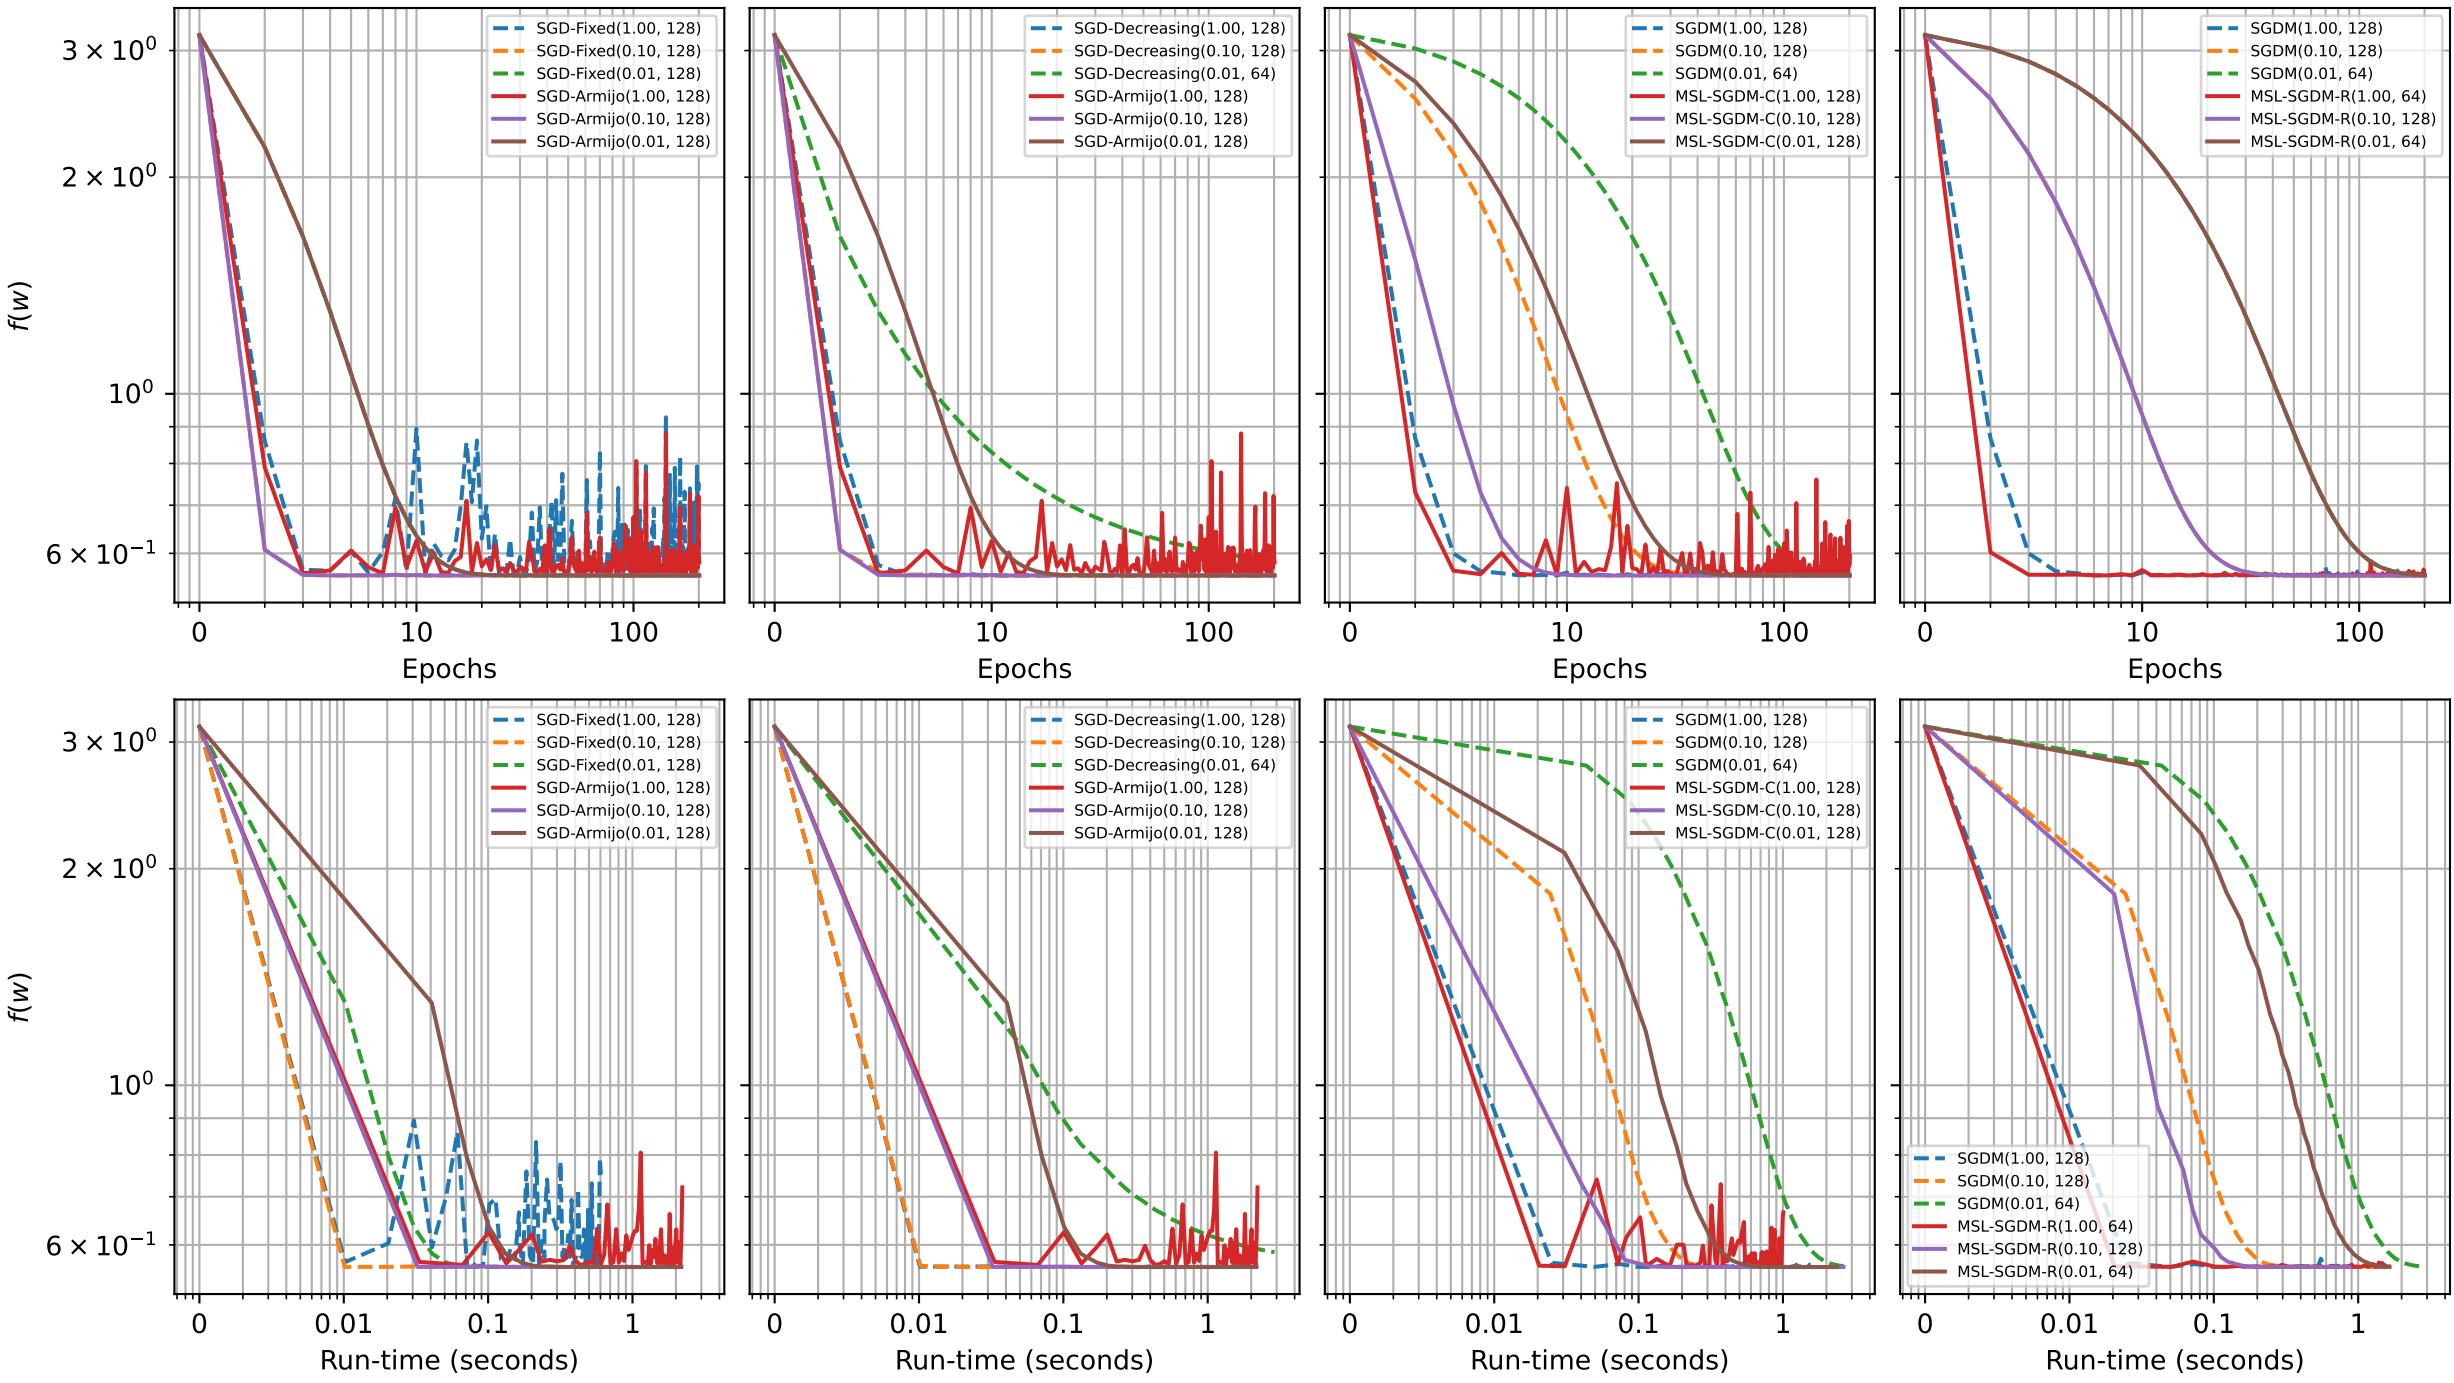 f(w)
3 × 10⁰
2 × 10⁰
10⁰
6 × 10⁻¹
SGD-Fixed(1.00, 128)
SGD-Fixed(0.10, 128)
SGD-Fixed(0.01, 128)
SGD-Armijo(1.00, 128)
SGD-Armijo(0.10, 128)
SGD-Armijo(0.01, 128)
0 10 100
Epochs
SGD-Decreasing(1.00, 128)
SGD-Decreasing(0.10, 128)
SGD-Decreasing(0.01, 64)
SGD-Armijo(1.00, 128)
SGD-Armijo(0.10, 128)
SGD-Armijo(0.01, 128)
0 10 100
Epochs
SGDM(1.00, 128)
SGDM(0.10, 128)
SGDM(0.01, 64)
MSL-SGDM-C(1.00, 128)
MSL-SGDM-C(0.10, 128)
MSL-SGDM-C(0.01, 128)
0 10 100
Epochs
SGDM(1.00, 128)
SGDM(0.10, 128)
SGDM(0.01, 64)
MSL-SGDM-R(1.00, 64)
MSL-SGDM-R(0.10, 128)
MSL-SGDM-R(0.01, 64)
0 10 100
Epochs
f(w)
3 × 10⁰
2 × 10⁰
10⁰
6 × 10⁻¹
SGD-Fixed(1.00, 128)
SGD-Fixed(0.10, 128)
SGD-Fixed(0.01, 128)
SGD-Armijo(1.00, 128)
SGD-Armijo(0.10, 128)
SGD-Armijo(0.01, 128)
0 0.01 0.1 1
Run-time (seconds)
SGD-Decreasing(1.00, 128)
SGD-Decreasing(0.10, 128)
SGD-Decreasing(0.01, 64)
SGD-Armijo(1.00, 128)
SGD-Armijo(0.10, 128)
SGD-Armijo(0.01, 128)
0 0.01 0.1 1
Run-time (seconds)
SGDM(1.00, 128)
SGDM(0.10, 128)
SGDM(0.01, 64)
MSL-SGDM-C(1.00, 128)
MSL-SGDM-C(0.10, 128)
MSL-SGDM-C(0.01, 128)
0 0.01 0.1 1
Run-time (seconds)
SGDM(1.00, 128)
SGDM(0.10, 128)
SGDM(0.01, 64)
MSL-SGDM-R(1.00, 64)
MSL-SGDM-R(0.10, 128)
MSL-SGDM-R(0.01, 64)
0 0.01 0.1 1
Run-time (seconds)